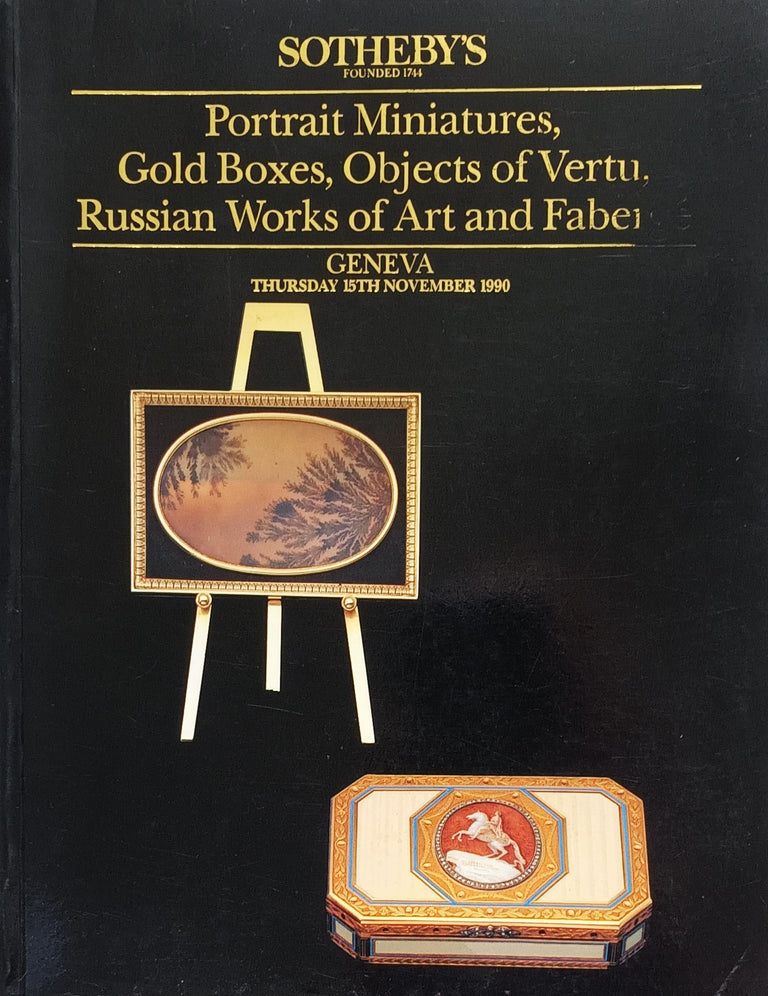 SOTHEBY'S
FOUNDED 1744
Portrait Miniatures,
Gold Boxes, Objects of Vertu,
Russian Works of Art and Faberge
GENEVA
THURSDAY 15TH NOVEMBER 1990